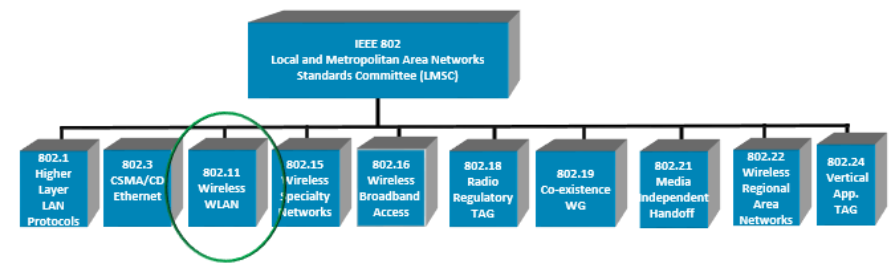 IEEE 802
Local and Metropolitan Area Networks
Standards Committee (LMSC)
802.1
Higher
Layer
LAN
Protocols
802.3
CSMA/CD
Ethernet
802.11
Wireless
WLAN
802.15
Wireless
Specialty
Networks
802.16
Wireless
Broadband
Access
802.18
Radio
Regulatory
TAG
802.19
Co-existence
WG
802.21
Media
Independent
Handoff
802.22
Wireless
Regional
Area
Networks
802.24
Vertical
App.
TAG